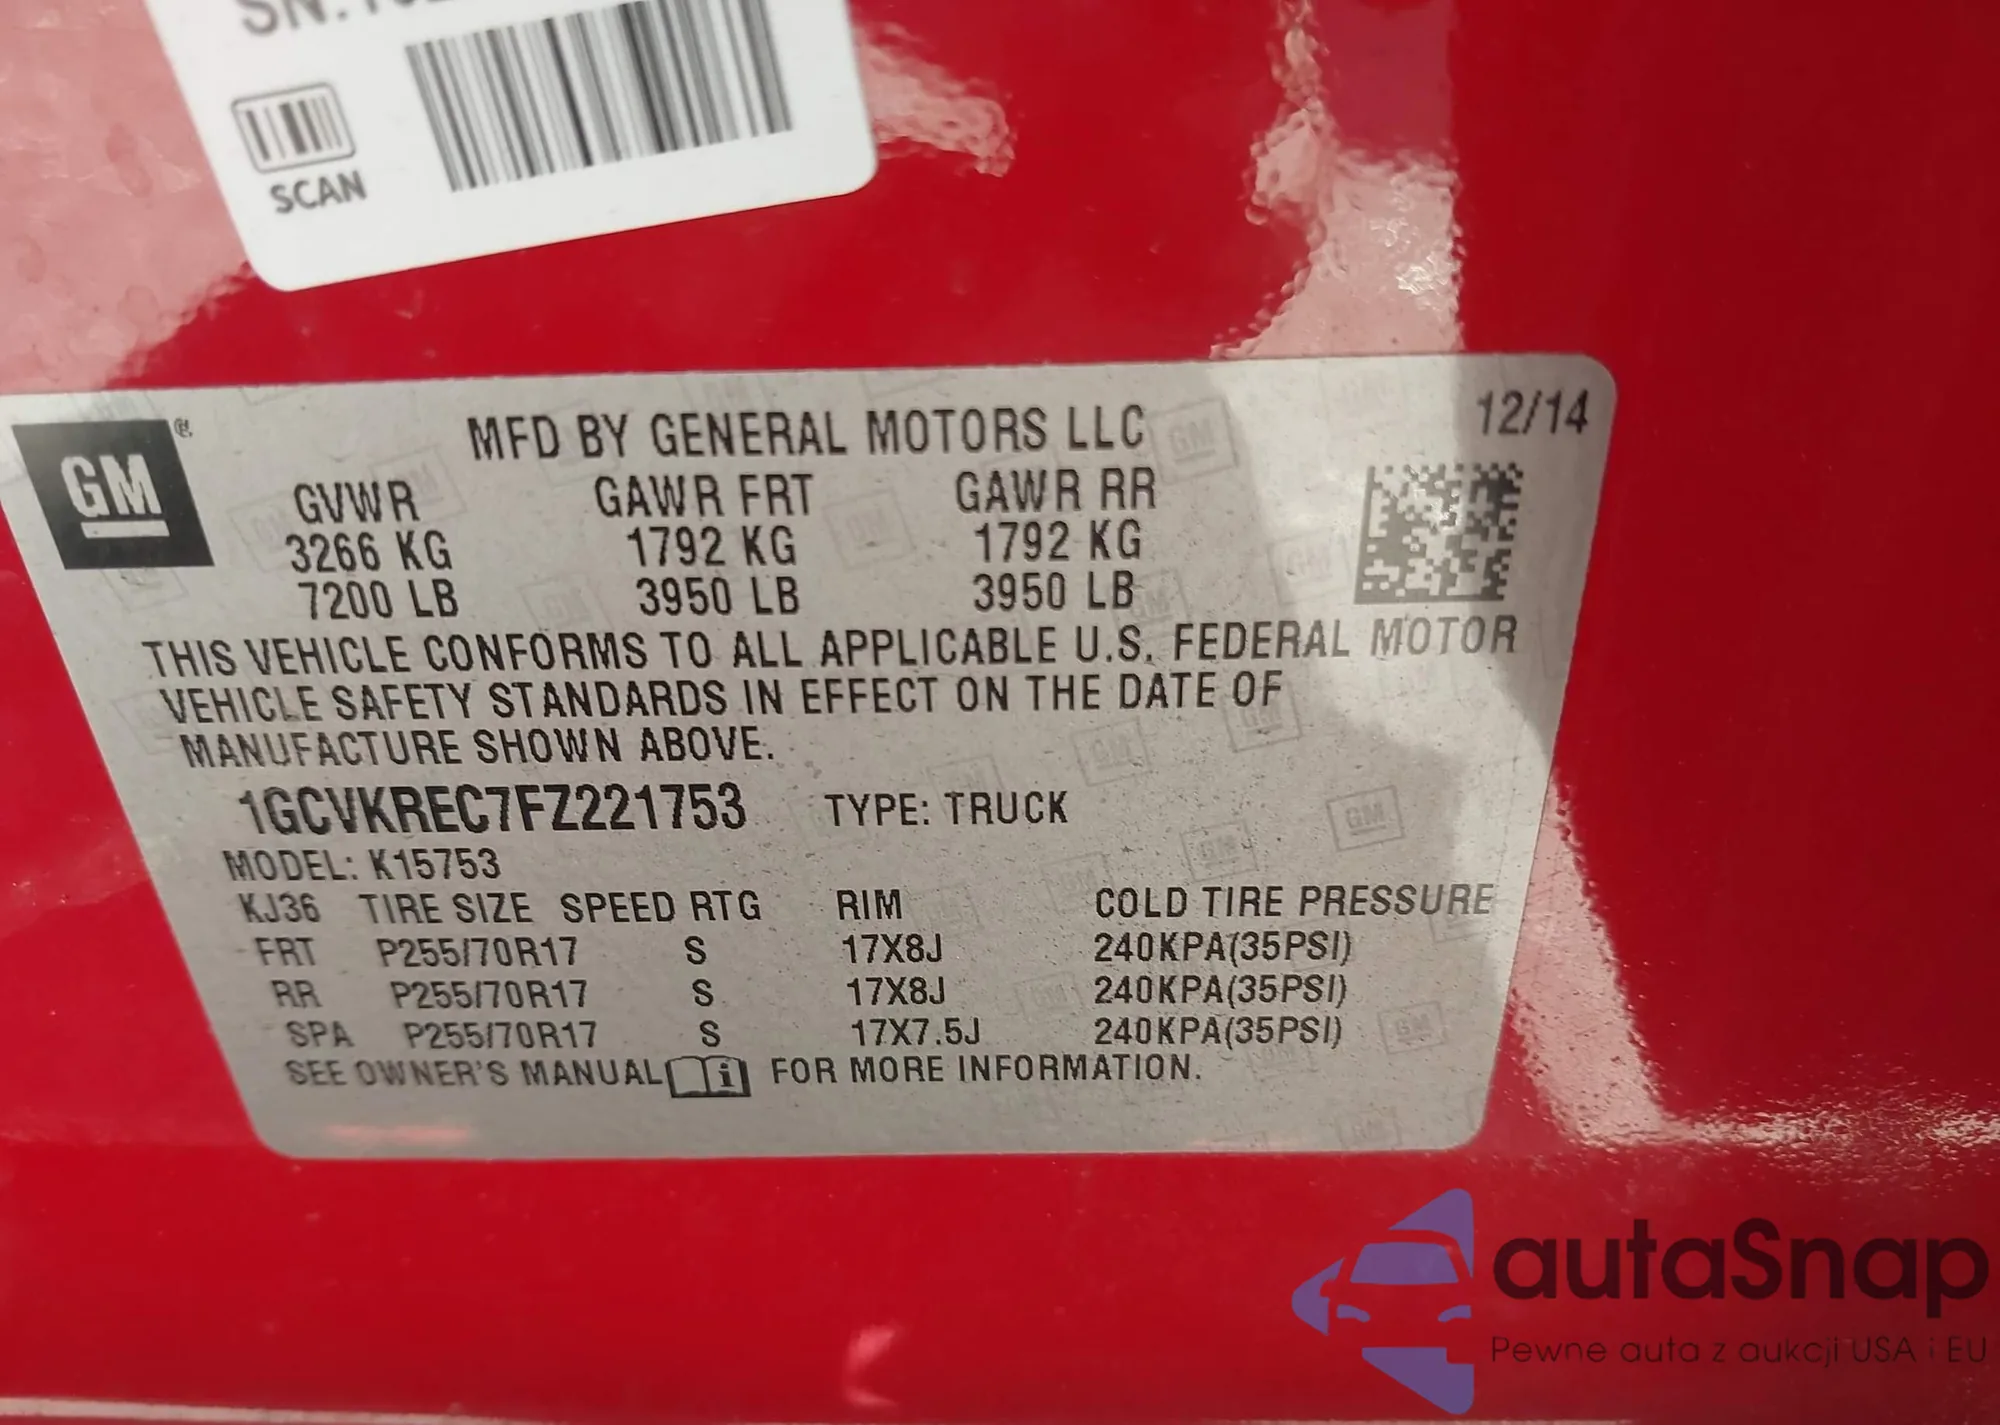 SCAN
GM
MFD BY GENERAL MOTORS LLC 12/14
GVWR GAWR FRT GAWR RR
3266 KG 1792 KG 1792 KG
7200 LB 3950 LB 3950 LB
THIS VEHICLE CONFORMS TO ALL APPLICABLE U.S. FEDERAL MOTOR
VEHICLE SAFETY STANDARDS IN EFFECT ON THE DATE OF
MANUFACTURE SHOWN ABOVE.
1GCVKREC7FZ221753 TYPE: TRUCK
MODEL: K15753
KJ36 TIRE SIZE SPEED RTG RIM COLD TIRE PRESSURE
FRT P255/70R17 S 17X8J 240KPA(35PSI)
RR P255/70R17 S 17X8J 240KPA(35PSI)
SPA P255/70R17 S 17X7.5J 240KPA(35PSI)
SEE OWNER'S MANUAL i FOR MORE INFORMATION.
autaSnap
Pewne auta z aukcji USA i EU